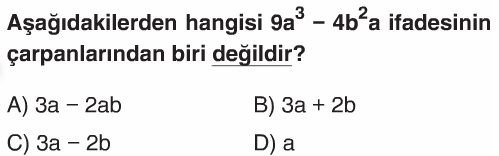 Aşağıdakilerden hangisi 9a³ − 4b²a ifadesinin
çarpanlarından biri değildir?
A) 3a − 2ab B) 3a + 2b
C) 3a − 2b D) a